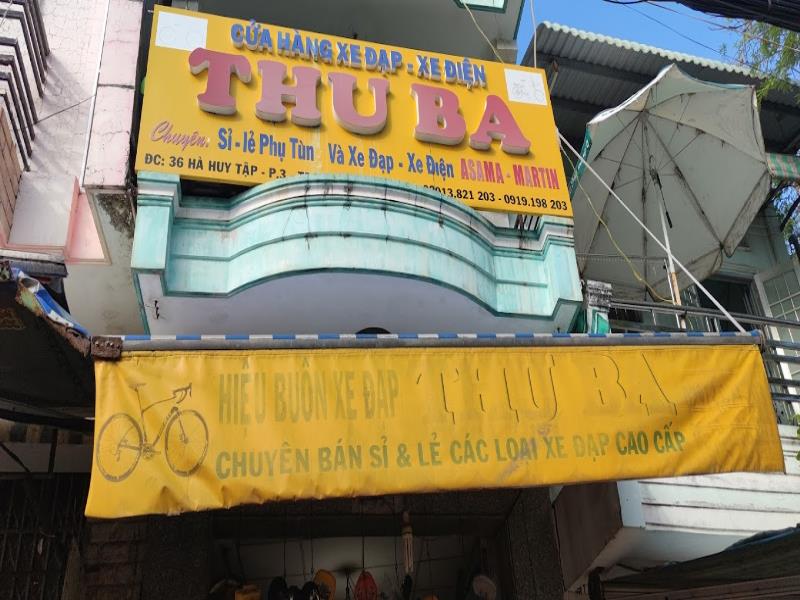 CỬA HÀNG XE ĐẠP - XE ĐIỆN
THU BA
Chuyên: Sỉ - lẻ Phụ Tùn Và Xe Đạp - Xe Điện ASAMA - MARTIN
ĐC: 36 HÀ HUY TẬP - P.3 02913.821 203 - 0919.198 203
HIỆU BUÔN XE ĐẠP THU BA
CHUYÊN BÁN SỈ & LẺ CÁC LOẠI XE ĐẠP CAO CẤP